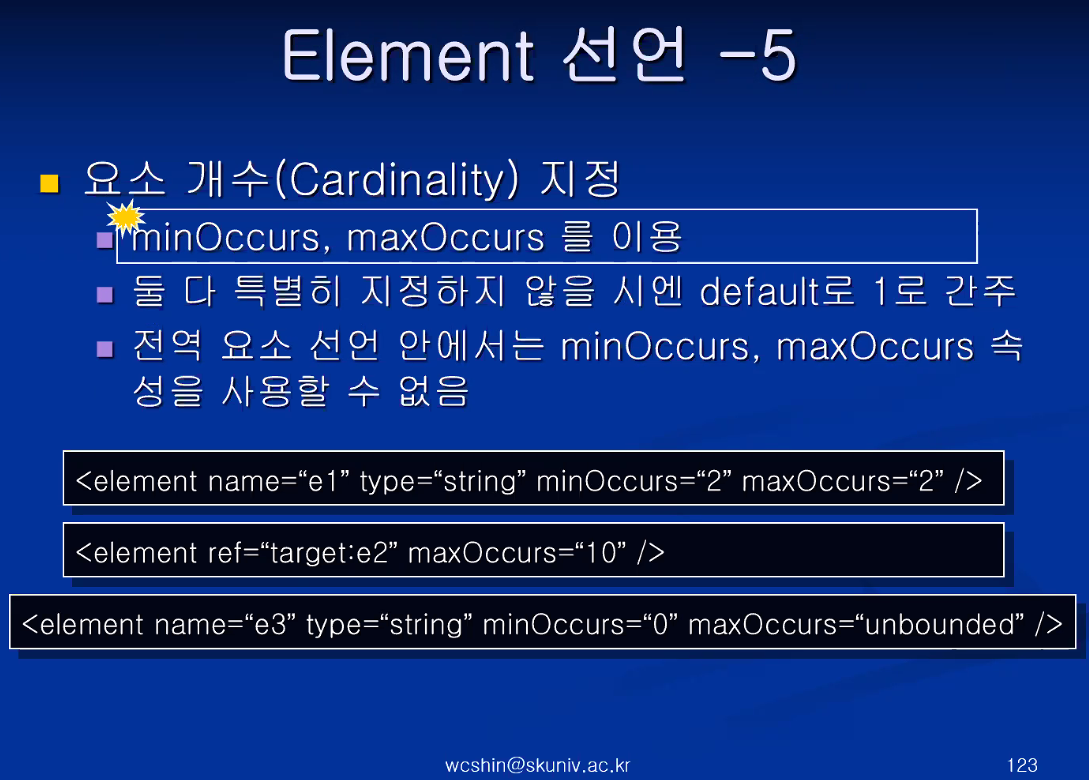 Element 선언 -5
요소 개수(Cardinality) 지정
minOccurs, maxOccurs 를 이용
둘 다 특별히 지정하지 않을 시엔 default로 1로 간주
전역 요소 선언 안에서는 minOccurs, maxOccurs 속
성을 사용할 수 없음
<element name=“e1” type=“string” minOccurs=“2” maxOccurs=“2” />
<element ref=“target:e2” maxOccurs=“10” />
<element name=“e3” type=“string” minOccurs=“0” maxOccurs=“unbounded” />
wcshin@skuniv.ac.kr
123